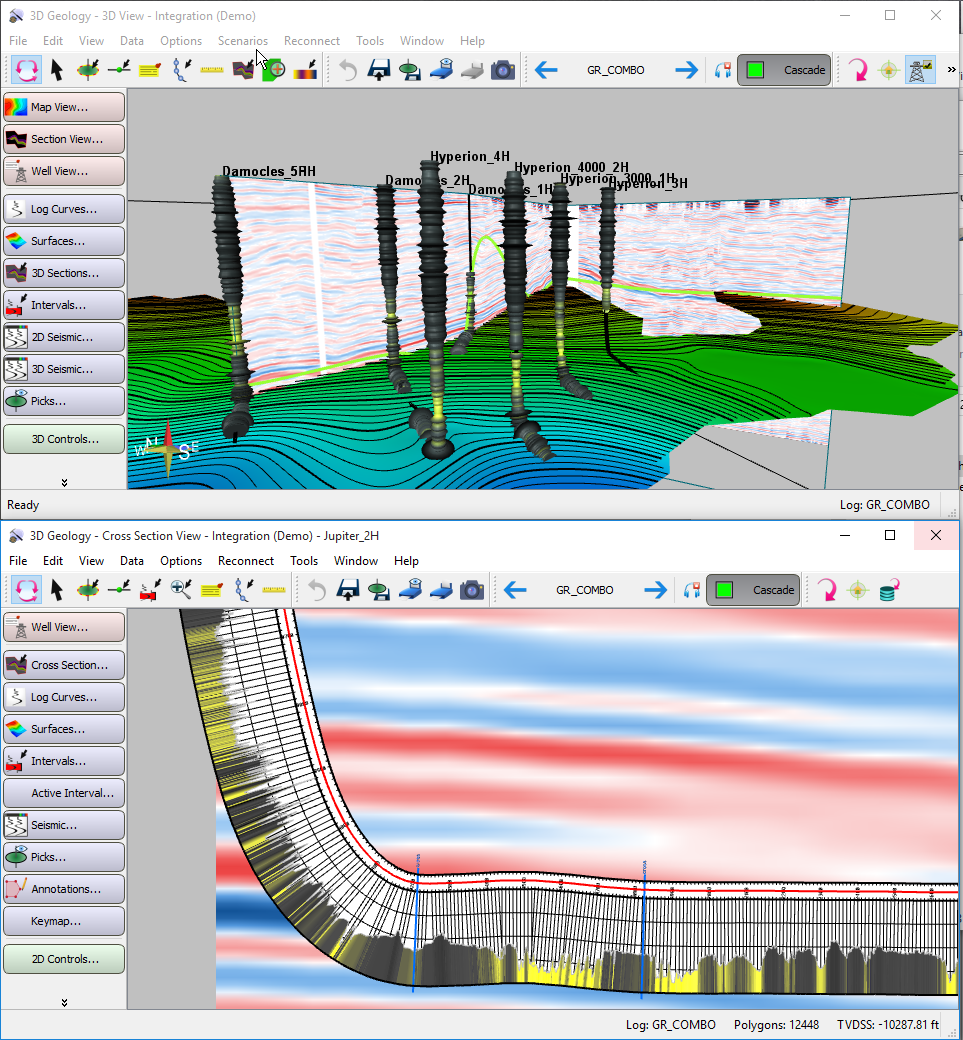 3D Geology - 3D View - Integration (Demo)
File Edit View Data Options Scenarios Reconnect Tools Window Help
GR_COMBO Cascade »
Map View...
Section View...
Well View...
Log Curves...
Surfaces...
3D Sections...
Intervals...
2D Seismic...
3D Seismic...
Picks...
3D Controls...
Hyperion_4H
Damocles_5H
Hyperion_4000_2H
Damocles_2H
Hyperion_3000_1H
Damocles_1H
Hyperion_5H
W N S E
Ready Log: GR_COMBO
3D Geology - Cross Section View - Integration (Demo) - Jupiter_2H
File Edit View Data Options Reconnect Tools Window Help
GR_COMBO Cascade
Well View...
Cross Section...
Log Curves...
Surfaces...
Intervals...
Active Interval...
Seismic...
Picks...
Annotations...
Keymap...
2D Controls...
Log: GR_COMBO Polygons: 12448 TVDSS: -10287.81 ft